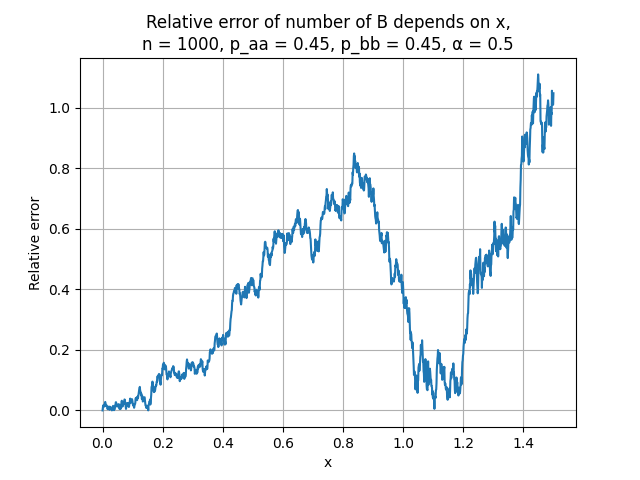 Relative error of number of B depends on x,
n = 1000, p_aa = 0.45, p_bb = 0.45, α = 0.5
Relative error
1.0
0.8
0.6
0.4
0.2
0.0
0.0 0.2 0.4 0.6 0.8 1.0 1.2 1.4
x